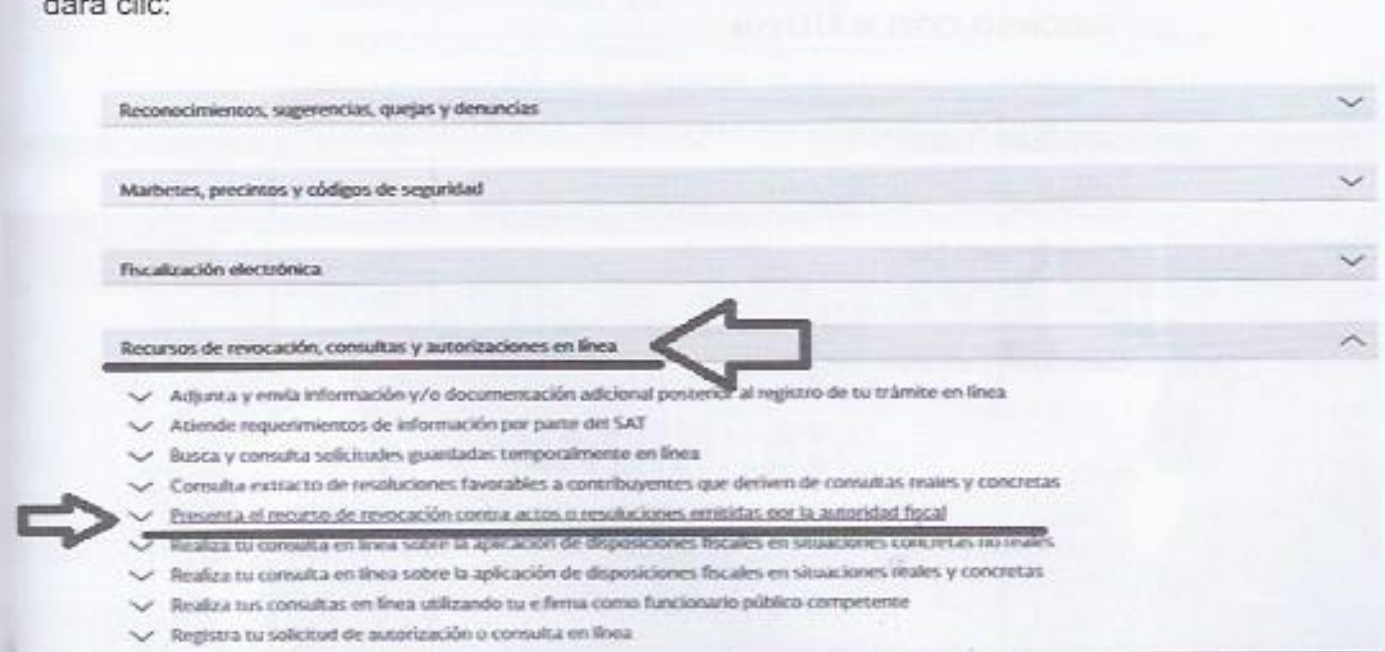 dará clic:
Reconocimientos, sugerencias, quejas y denuncias
Marbetes, precintos y códigos de seguridad
Fiscalización electrónica
Recursos de revocación, consultas y autorizaciones en línea
Adjunta y envía información y/o documentación adicional posterior al registro de tu trámite en línea
Atiende requerimientos de información por parte del SAT
Busca y consulta solicitudes guardadas temporalmente en línea
Consulta extracto de resoluciones favorables a contribuyentes que deriven de consultas reales y concretas
Presenta el recurso de revocación contra actos o resoluciones emitidas por la autoridad fiscal
Realiza tu consulta en línea sobre la aplicación de disposiciones fiscales en situaciones concretas no reales
Realiza tu consulta en línea sobre la aplicación de disposiciones fiscales en situaciones reales y concretas
Realiza tus consultas en línea utilizando tu e.firma como funcionario público competente
Registra tu solicitud de autorización o consulta en línea